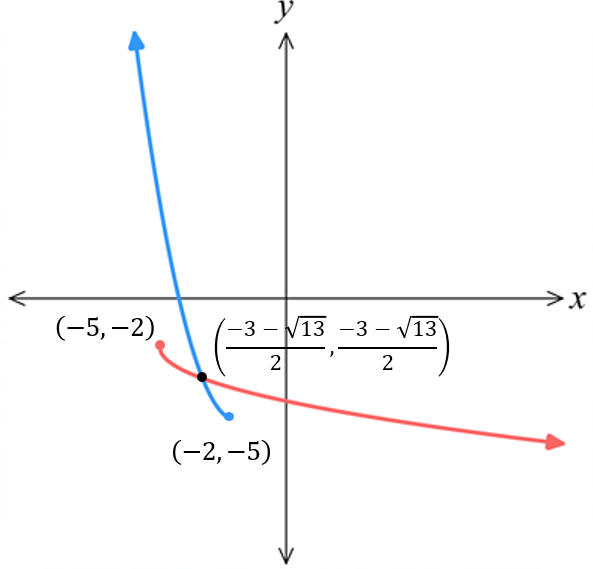 y
x
(−5, −2)
((−3 − √13)/2, (−3 − √13)/2)
(−2, −5)